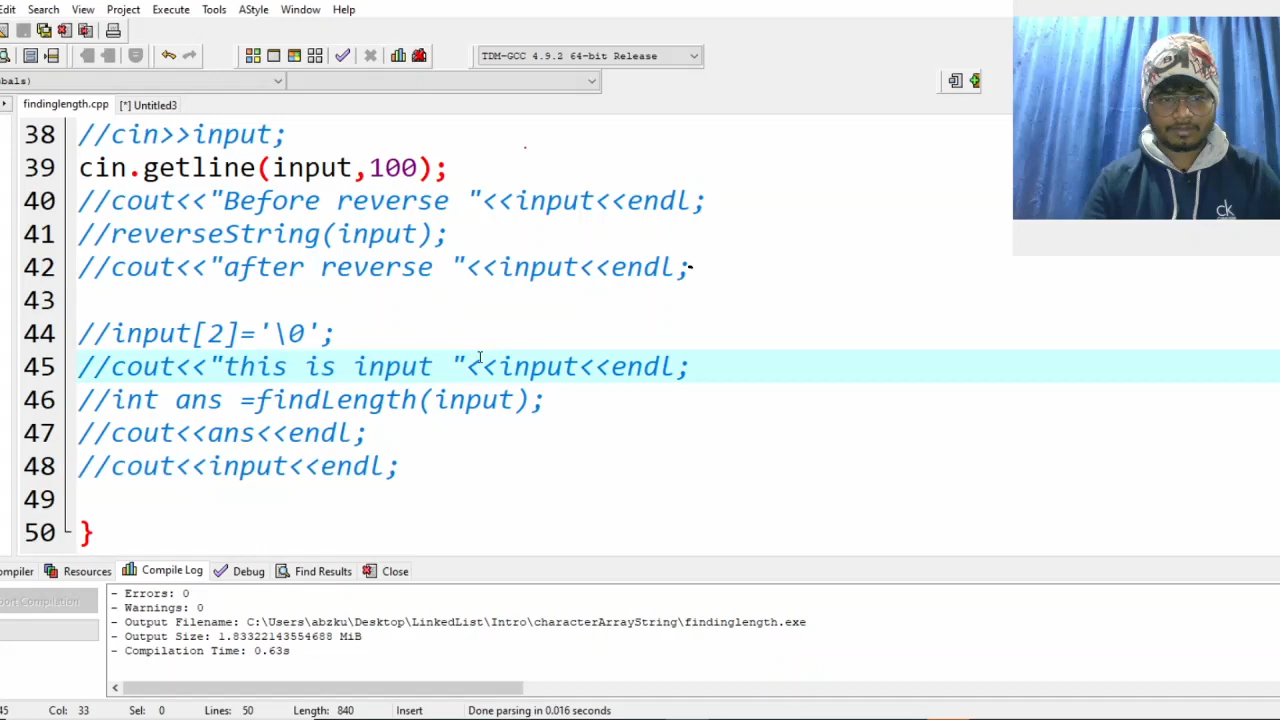 Edit Search View Project Execute Tools AStyle Window Help
TDM-GCC 4.9.2 64-bit Release
bals)
findinglength.cpp [*] Untitled3
38 //cin>>input;
39 cin.getline(input,100);
40 //cout<<"Before reverse "<<input<<endl;
41 //reverseString(input);
42 //cout<<"after reverse "<<input<<endl;
43
44 //input[2]='\0';
45 //cout<<"this is input "<<input<<endl;
46 //int ans =findLength(input);
47 //cout<<ans<<endl;
48 //cout<<input<<endl;
49
50 }
ck
ompiler Resources Compile Log Debug Find Results Close
ort Compilation
- Errors: 0
- Warnings: 0
- Output Filename: C:\Users\abzku\Desktop\LinkedList\Intro\characterArrayString\findinglength.exe
- Output Size: 1.83322143554688 MiB
- Compilation Time: 0.63s
45 Col: 33 Sel: 0 Lines: 50 Length: 840 Insert Done parsing in 0.016 seconds